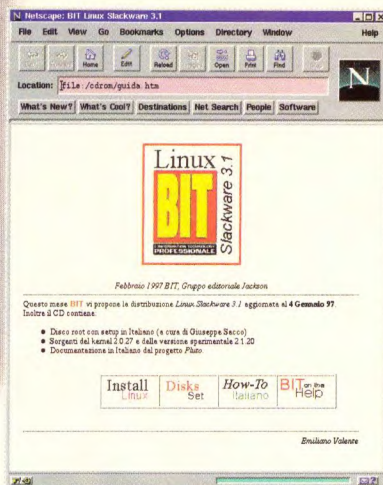 Netscape: BIT Linux Slackware 3.1
File Edit View Go Bookmarks Options Directory Window Help
Home Edit Reload Open Print Find
N
Location: file:/cdrom/guida.htm
What's New? What's Cool? Destinations Net Search People Software
Linux
BIT
PROFESSIONALE
Slackware 3.1
Febbraio 1997 BIT, Gruppo editoriale Jackson
Questo mese BIT vi propone la distribuzione Linux Slackware 3.1 aggiornata al 4 Gennaio 97
Inoltre il CD contiene:
Disco root con setup in Italiano (a cura di Giuseppe Sacco)
Sorgenti del kernel 2.0.27 e della versione sperimentale 2.1.20
Documentazione in Italiano dal progetto Pluto.
Install
Linux
Disks
Set
How-To
Italiano
BIT on the
Help
Emiliano Valente